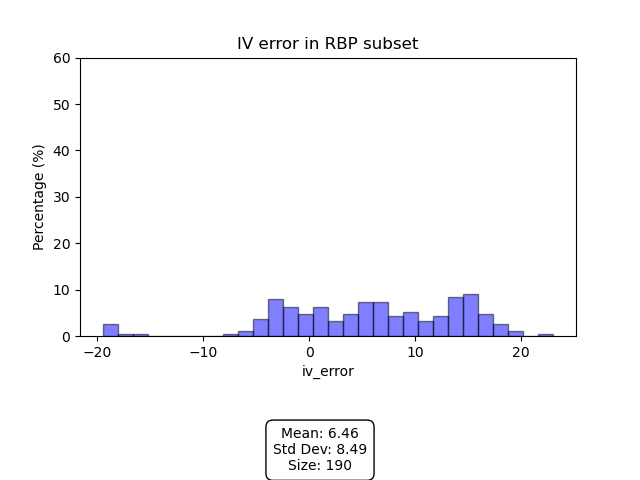 IV error in RBP subset
60
50
40
30
20
10
0
Percentage (%)
−20 −10 0 10 20
iv_error
Mean: 6.46
Std Dev: 8.49
Size: 190